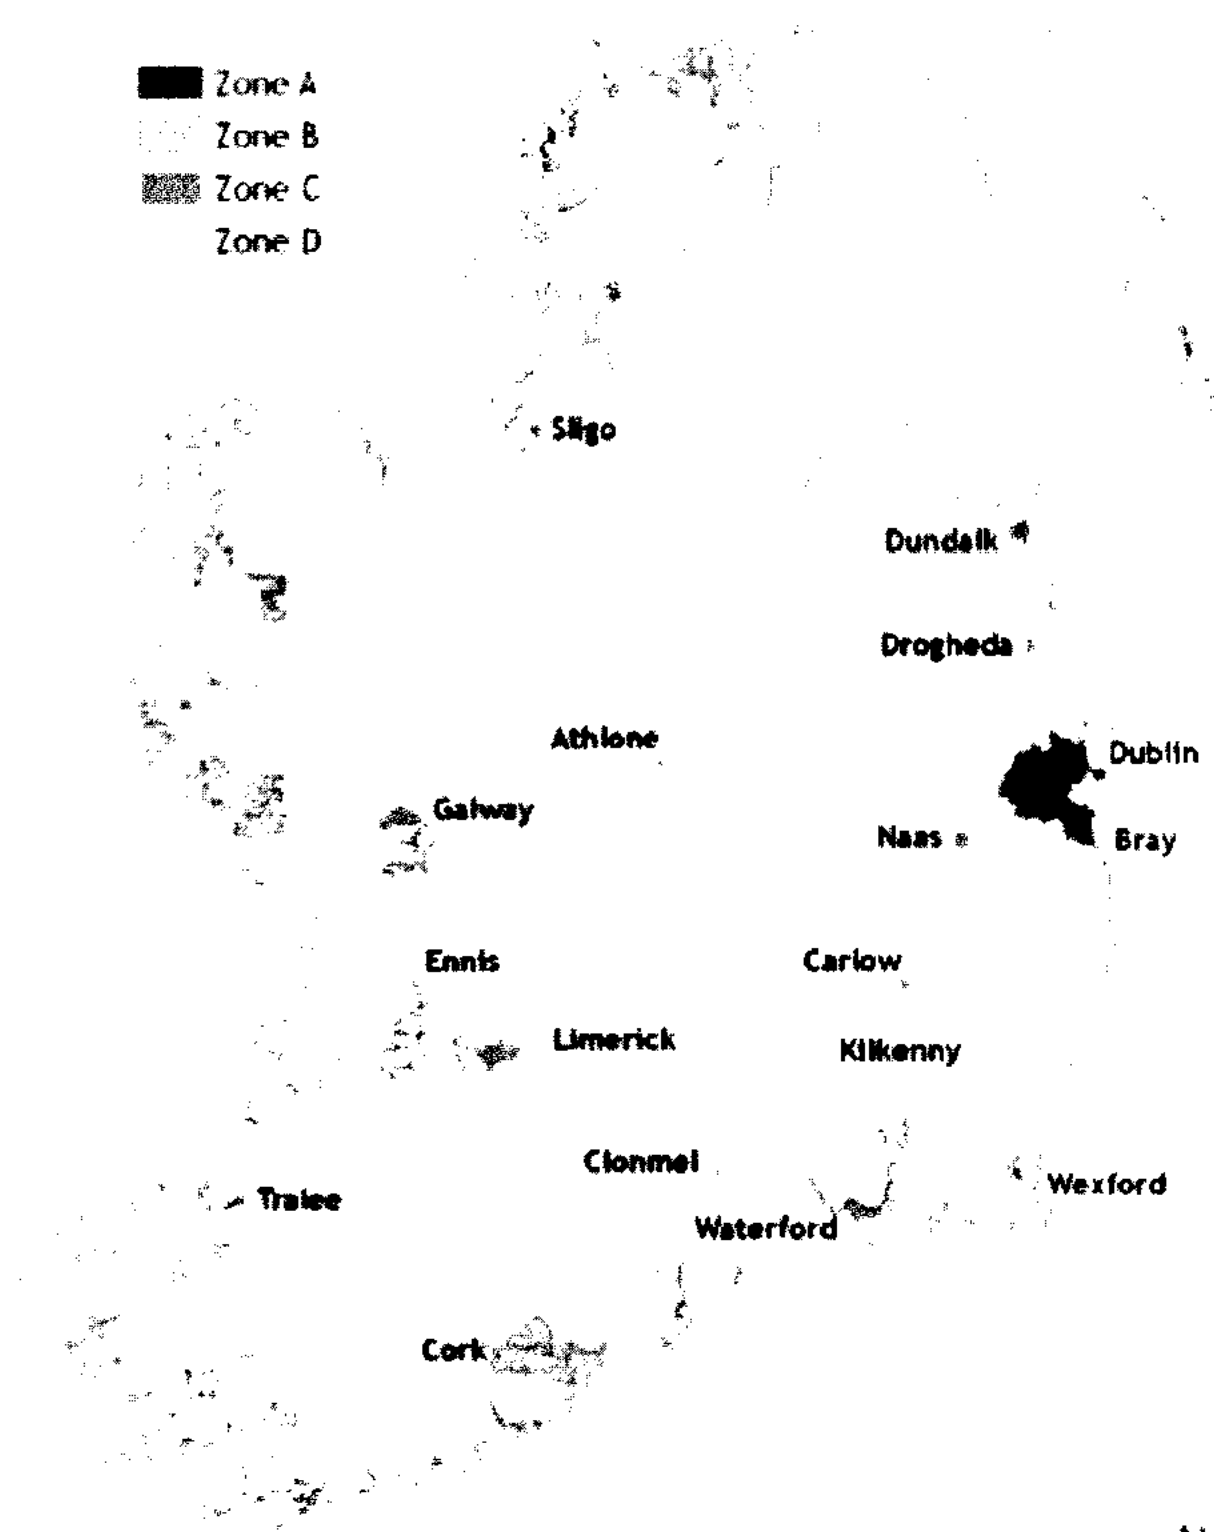 Zone A
Zone B
Zone C
Zone D
Sligo
Dundalk
Drogheda
Athlone
Dublin
Galway
Naas
Bray
Ennis
Carlow
Limerick
Kilkenny
Clonmel
Wexford
Tralee
Waterford
Cork